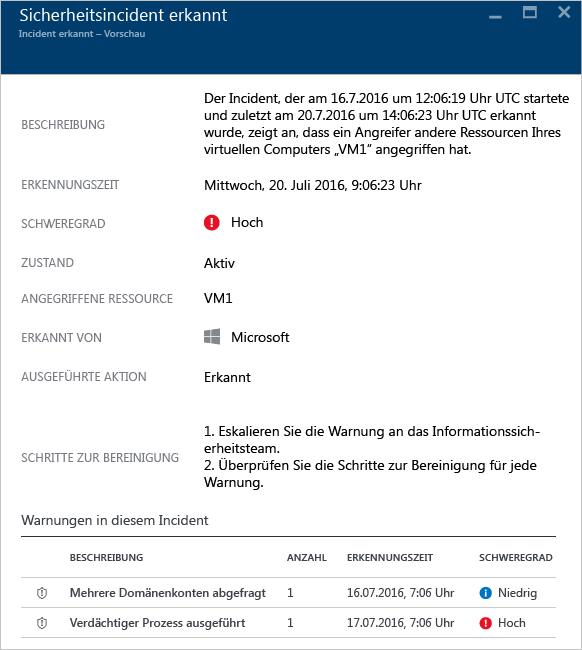 Sicherheitsincident erkannt
Incident erkannt – Vorschau
BESCHREIBUNG
Der Incident, der am 16.7.2016 um 12:06:19 Uhr UTC startete
und zuletzt am 20.7.2016 um 14:06:23 Uhr UTC erkannt
wurde, zeigt an, dass ein Angreifer andere Ressourcen Ihres
virtuellen Computers „VM1“ angegriffen hat.
ERKENNUNGSZEIT Mittwoch, 20. Juli 2016, 9:06:23 Uhr
SCHWEREGRAD Hoch
ZUSTAND Aktiv
ANGEGRIFFENE RESSOURCE VM1
ERKANNT VON Microsoft
AUSGEFÜHRTE AKTION Erkannt
SCHRITTE ZUR BEREINIGUNG
1. Eskalieren Sie die Warnung an das Informationssich-
erheitsteam.
2. Überprüfen Sie die Schritte zur Bereinigung für jede
Warnung.
Warnungen in diesem Incident
BESCHREIBUNG ANZAHL ERKENNUNGSZEIT SCHWEREGRAD
Mehrere Domänenkonten abgefragt 1 16.07.2016, 7:06 Uhr Niedrig
Verdächtiger Prozess ausgeführt 1 17.07.2016, 7:06 Uhr Hoch